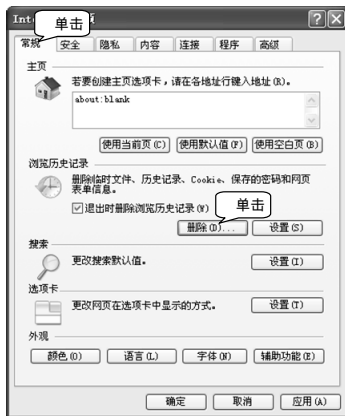 Inte
单击
项
常规 安全 隐私 内容 连接 程序 高级
主页
若要创建主页选项卡，请在各地址行键入地址(R)。
about:blank
使用当前页(C) 使用默认值(F) 使用空白页(B)
浏览历史记录
删除临时文件、历史记录、Cookie、保存的密码和网页
表单信息。
退出时删除浏览历史记录(W)
单击
删除(D)... 设置(S)
搜索
更改搜索默认值。 设置(I)
选项卡
更改网页在选项卡中显示的方式。 设置(T)
外观
颜色(O) 语言(L) 字体(N) 辅助功能(E)
确定 取消 应用(A)